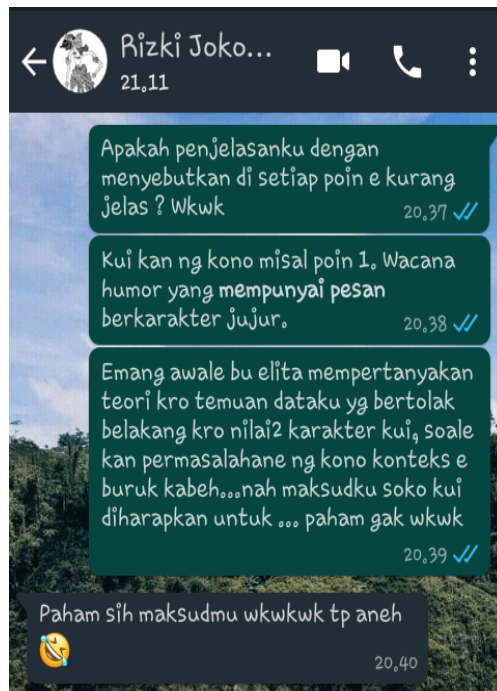 Rizki Joko...
21.11
Apakah penjelasanku dengan
menyebutkan di setiap poin e kurang
jelas ? Wkwk
20.37
Kui kan ng kono misal poin 1. Wacana
humor yang mempunyai pesan
berkarakter jujur.
20.38
Emang awale bu elita mempertanyakan
teori kro temuan dataku yg bertolak
belakang kro nilai2 karakter kui, soale
kan permasalahane ng kono konteks e
buruk kabeh...nah maksudku soko kui
diharapkan untuk ... paham gak wkwk
20.39
Paham sih maksudmu wkwkwk tp aneh
🤣
20.40